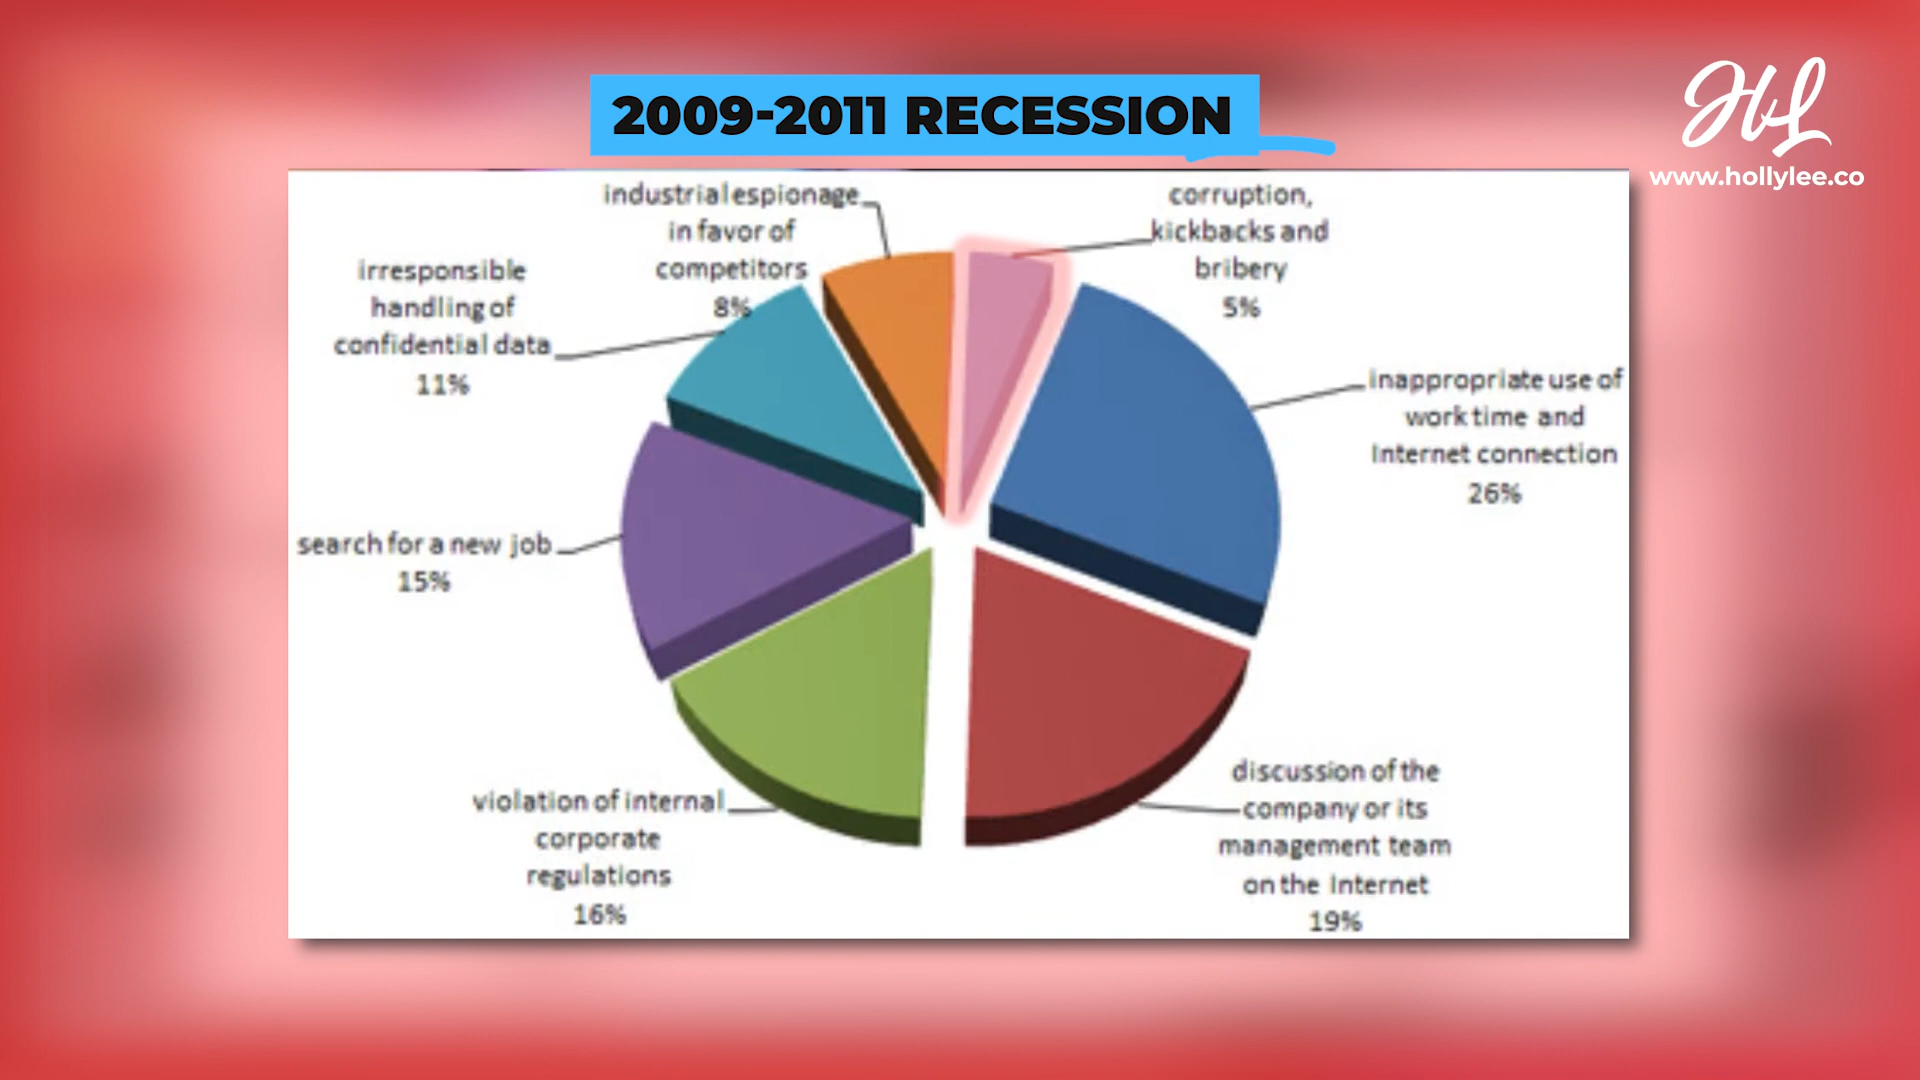 2009-2011 RECESSION
HL
www.hollylee.co
industrial espionage
in favor of
competitors
8%
corruption,
kickbacks and
bribery
5%
irresponsible
handling of
confidential data
11%
inappropriate use of
work time and
Internet connection
26%
search for a new job
15%
violation of internal
corporate
regulations
16%
discussion of the
company or its
management team
on the Internet
19%